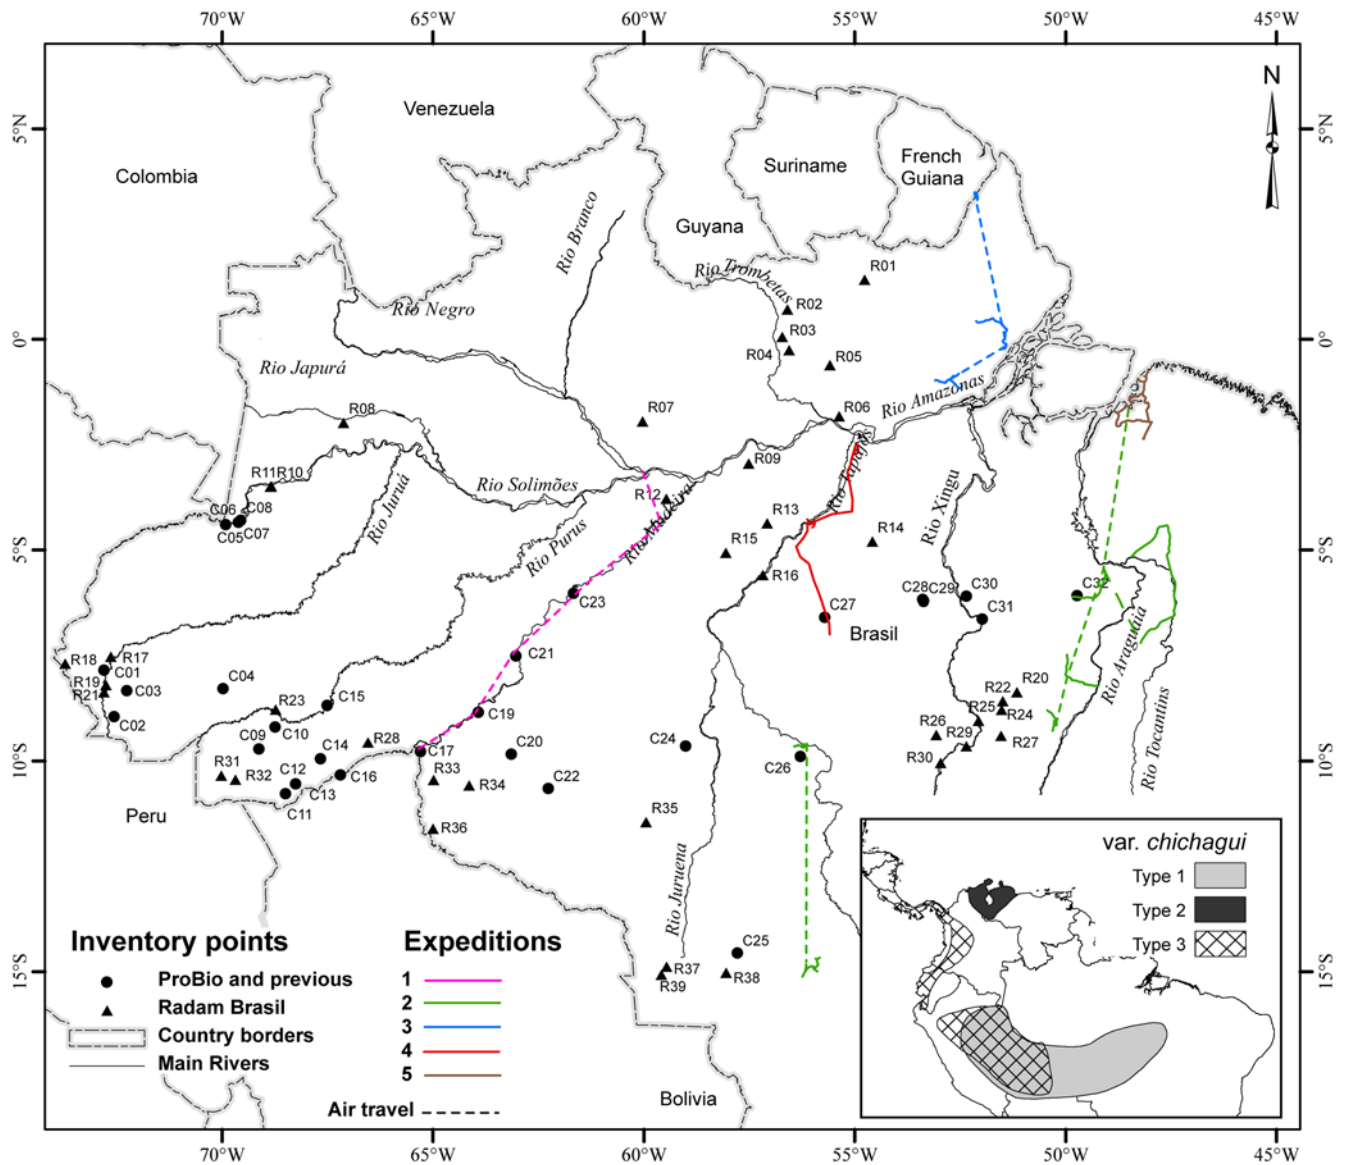 70°W 65°W 60°W 55°W 50°W 45°W
N
5°N 5°N
Venezuela
Colombia
Suriname
French
Guiana
Guyana
Rio Branco
Rio Trombetas
R01
R02
Rio Negro
R03
0° 0°
R04
R05
Rio Japurá
Rio Amazonas
R08
R07
R06
R09
R11 R10
Rio Solimões
R12
Rio Tapajós
Rio Xingu
C06
C08
C05
C07
Rio Juruá
Rio Purus
Rio Madeira
R13
R14
R15
R16
5°S 5°S
C23
C27
C28 C29
C30
C31
C32
Brasil
Rio Araguaia
Rio Tocantins
R18
R17
C01
R19
R21
C03
C02
C04
C21
C15
R23
C10
C09
C19
R20
R22
R25
R24
R26
R29
R27
R30
R28
C14
C17
C20
C24
C26
10°S 10°S
R31
R32
C12
C16
C13
C11
R33
R34
C22
R35
R36
Peru
Rio Juruena
C25
R37
R39
R38
15°S 15°S
Bolivia
Inventory points
ProBio and previous
Radam Brasil
Country borders
Main Rivers
Expeditions
1
2
3
4
5
Air travel
var. chichagui
Type 1
Type 2
Type 3
70°W 65°W 60°W 55°W 50°W 45°W